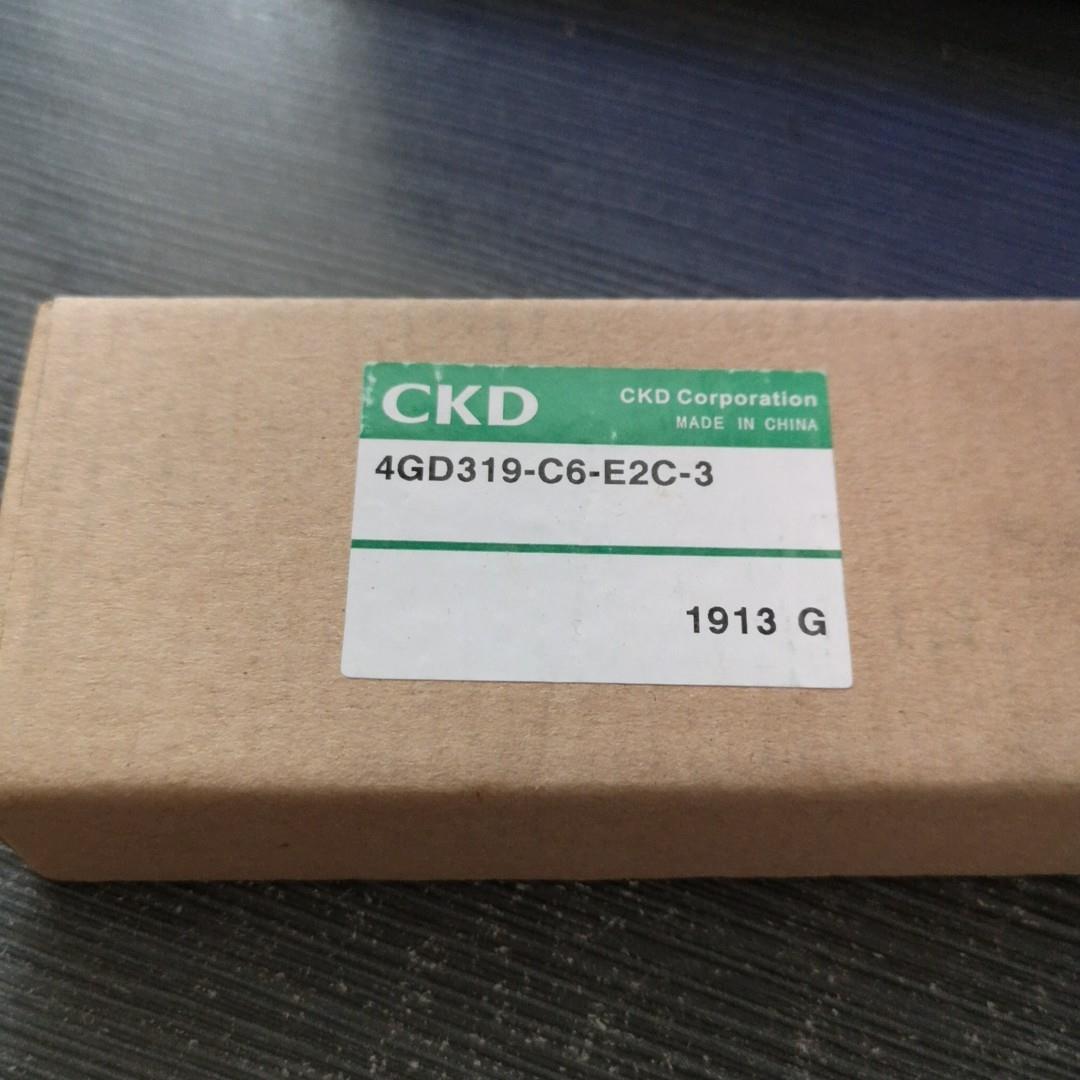 CKD
CKD Corporation
MADE IN CHINA
4GD319-C6-E2C-3
1913 G